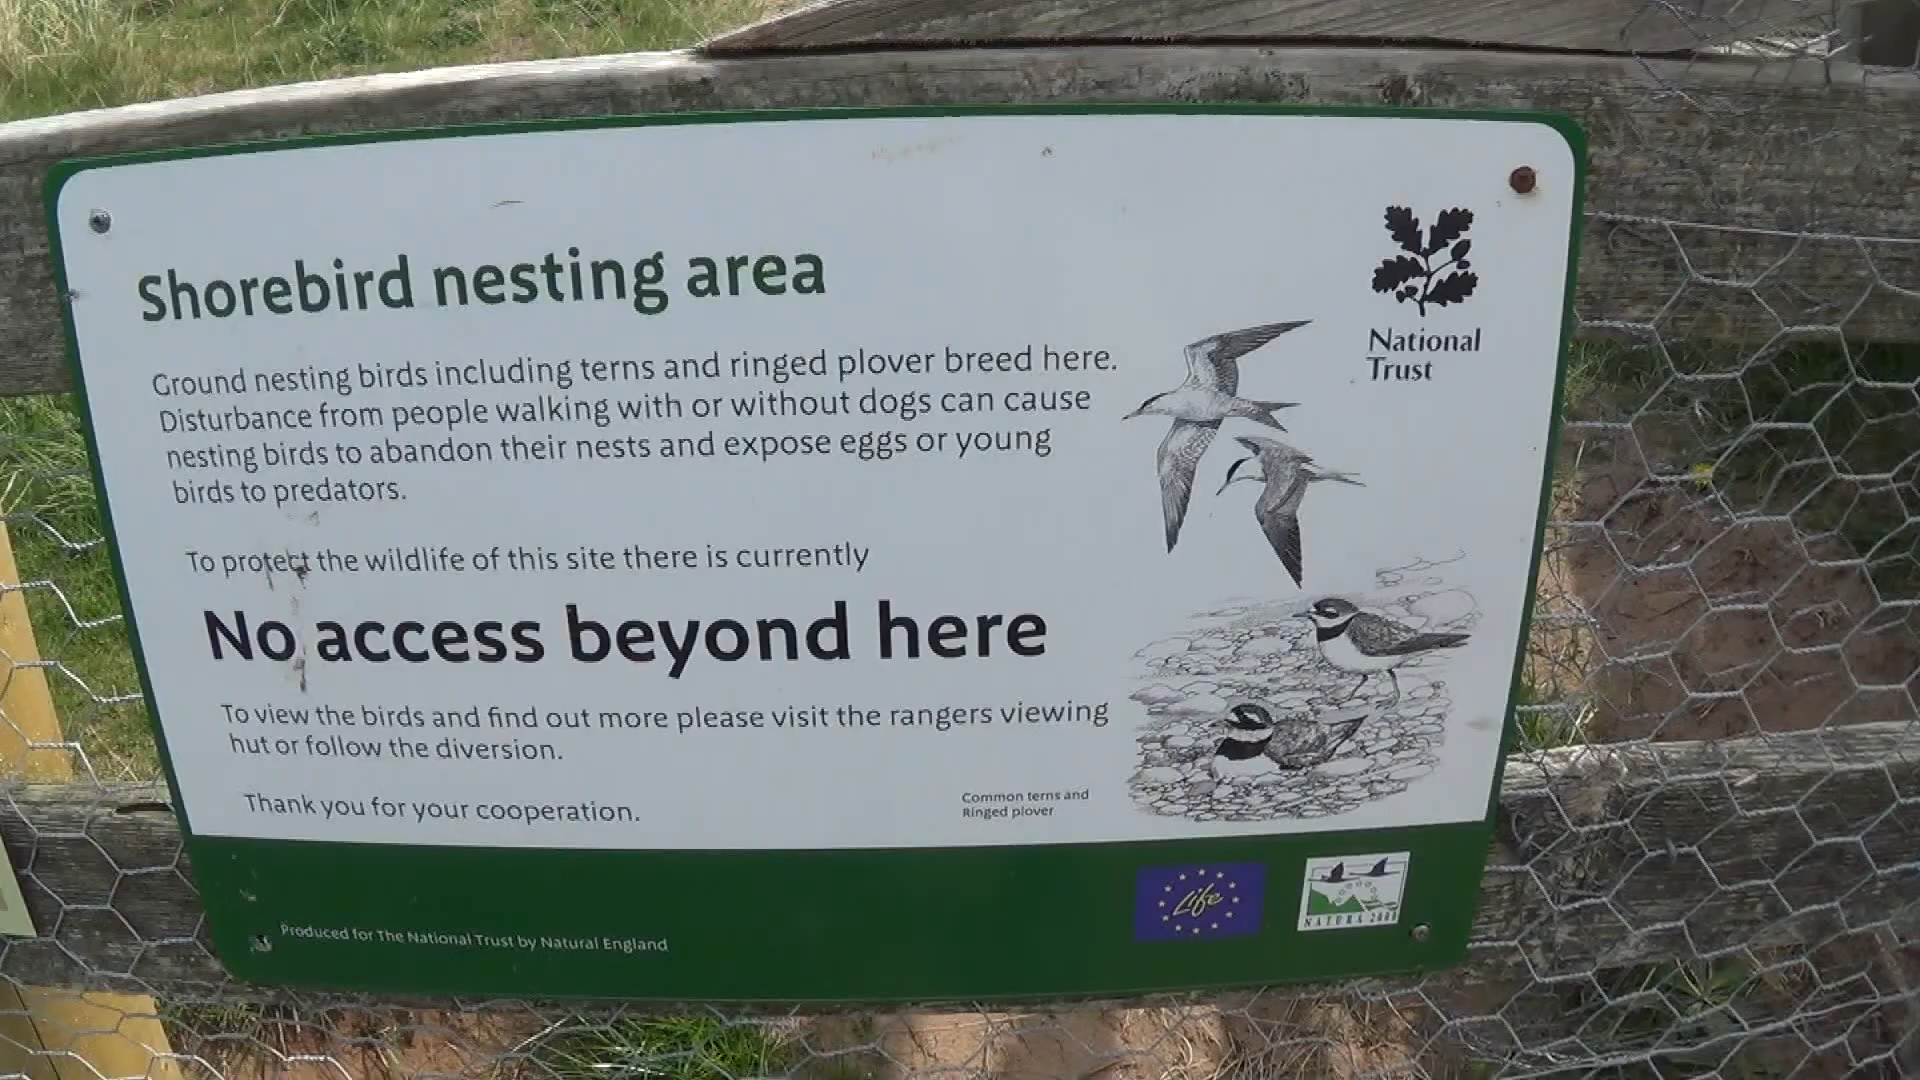 Shorebird nesting area
National
Trust
Ground nesting birds including terns and ringed plover breed here.
Disturbance from people walking with or without dogs can cause
nesting birds to abandon their nests and expose eggs or young
birds to predators.
To protect the wildlife of this site there is currently
No access beyond here
To view the birds and find out more please visit the rangers viewing
hut or follow the diversion.
Thank you for your cooperation.
Common terns and
Ringed plover
Life
NATURA 2000
Produced for The National Trust by Natural England